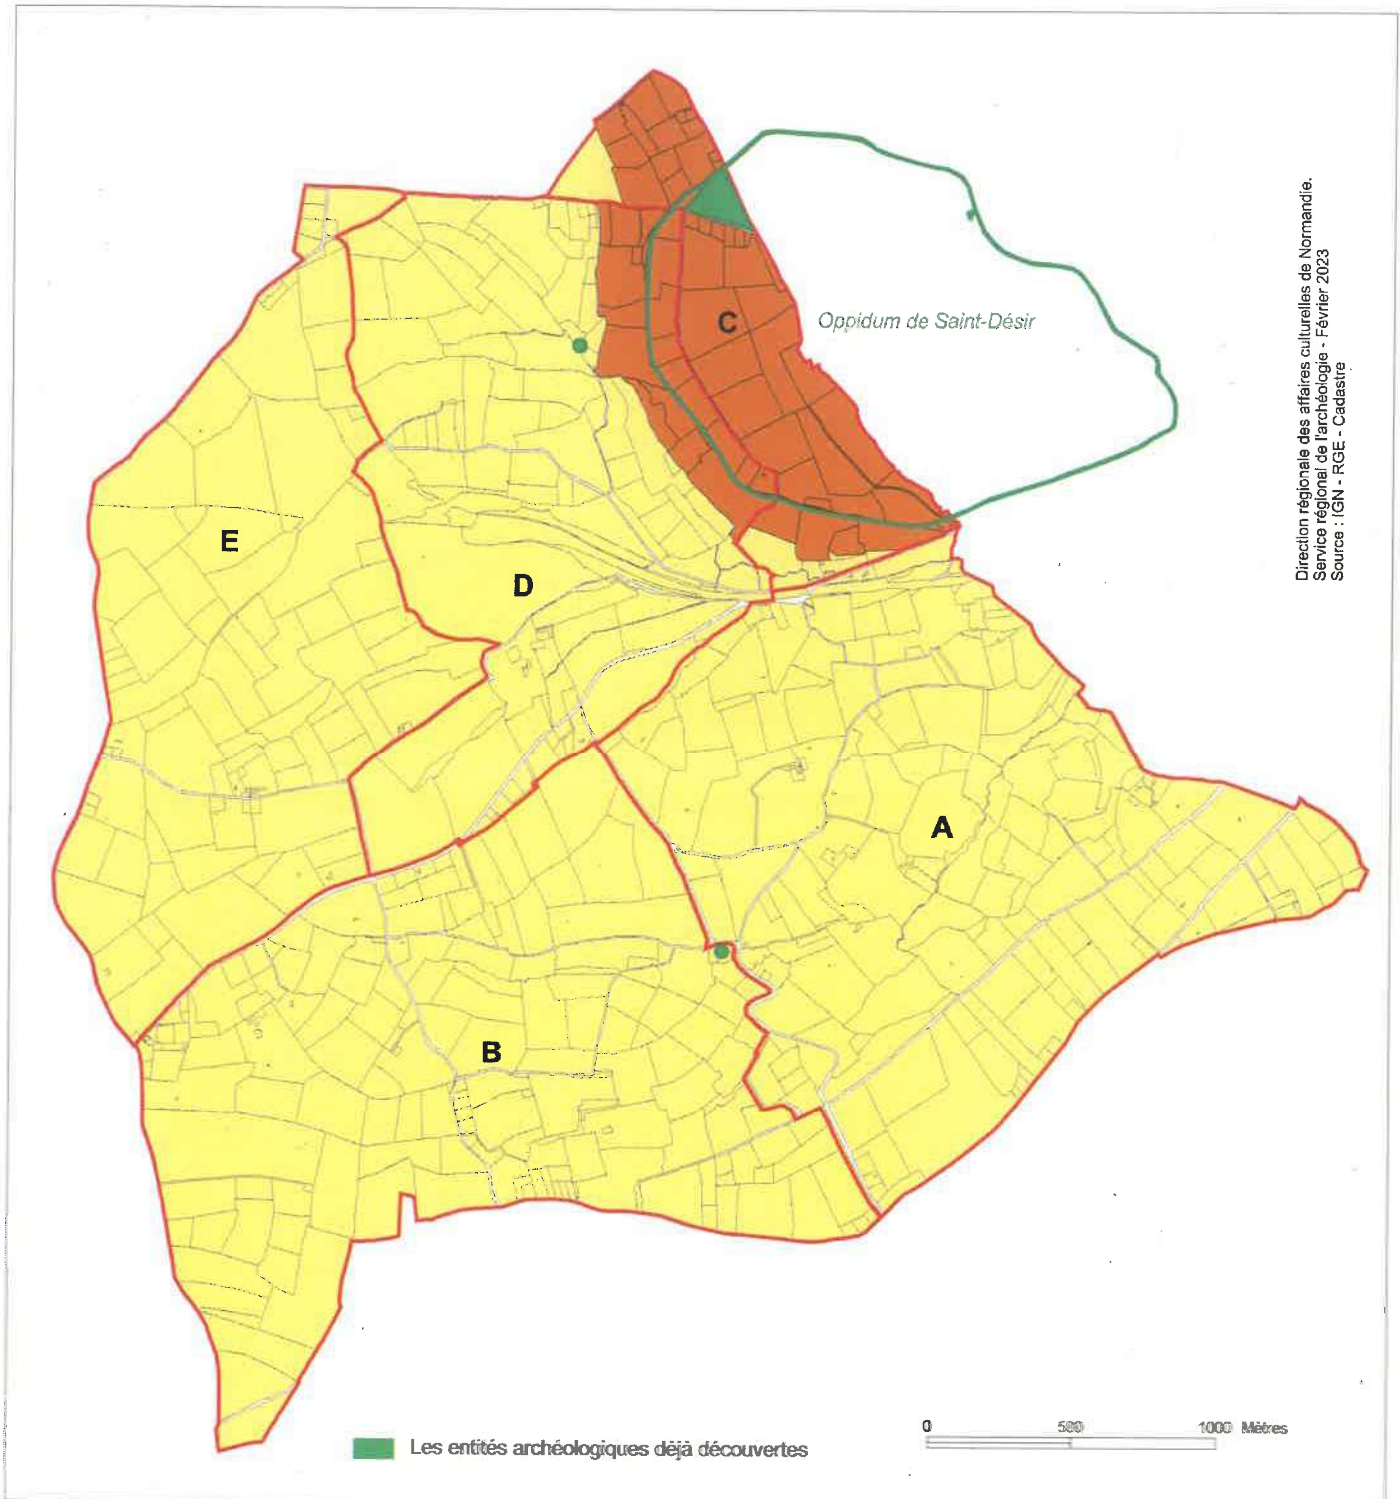 C
Oppidum de Saint-Désir
Direction régionale des affaires culturelles de Normandie.
Service régional de l'archéologie - Février 2023
Source : IGN - RGE - Cadastre
E
D
A
B
Les entités archéologiques déjà découvertes
0 500 1000 Mètres